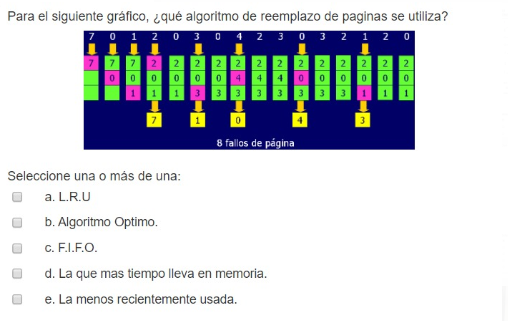 Para el siguiente gráfico, ¿qué algoritmo de reemplazo de paginas se utiliza?
7 0 1 2 0 3 0 4 2 3 0 3 2 1 2 0
7 7 7 2 2 2 2 2 2 2 2 2 2 2 2 2
0 0 0 0 0 0 4 4 4 0 0 0 0 0 0
1 1 1 3 3 3 3 3 3 3 3 1 1 1
7 1 0 4 3
8 fallos de página
Seleccione una o más de una:
a. L.R.U
b. Algoritmo Optimo.
c. F.I.F.O.
d. La que mas tiempo lleva en memoria.
e. La menos recientemente usada.